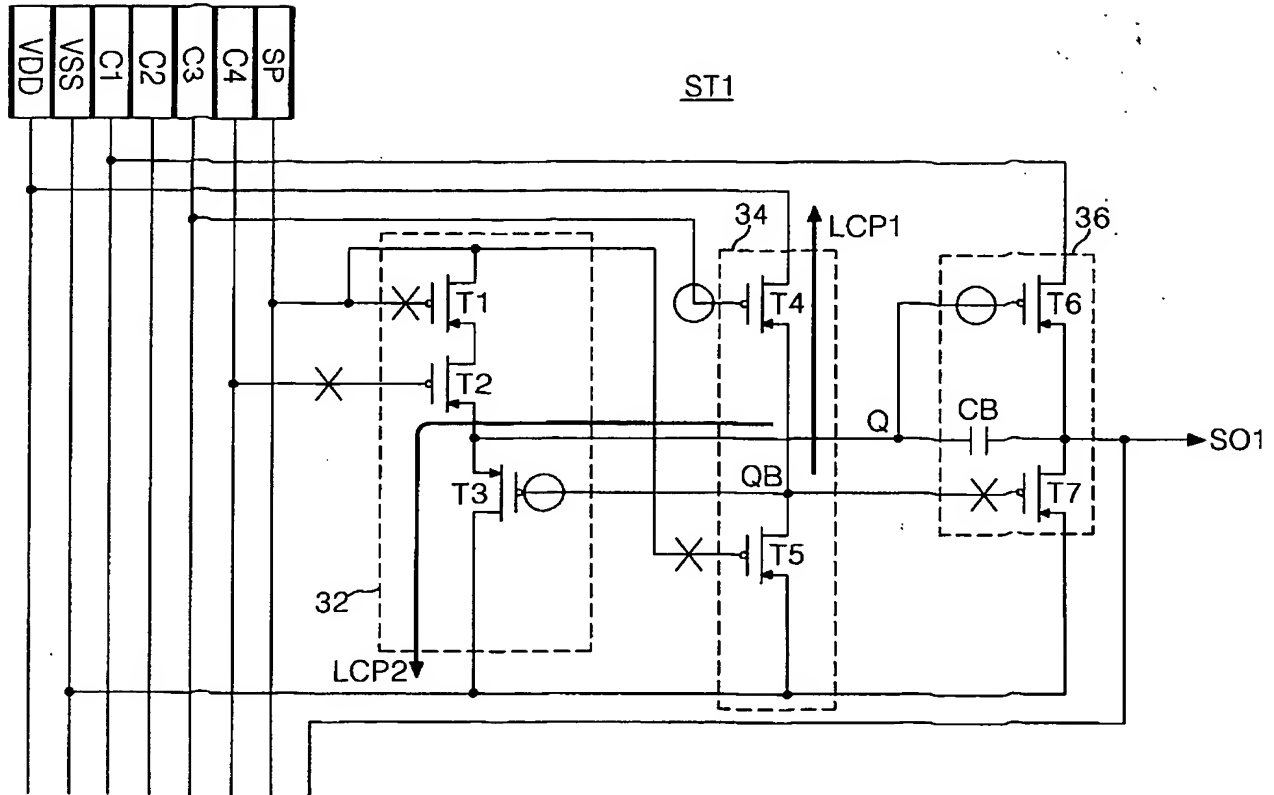 VDD
VSS
C1
C2
C3
C4
SP
ST1
34
LCP1
36
T1
T4
T6
T2
Q
CB
SO1
T3
QB
T7
T5
32
LCP2